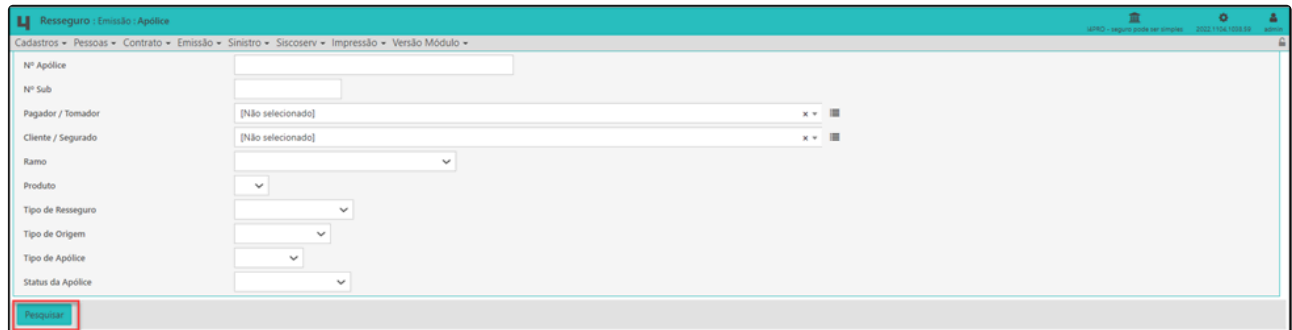 Resseguro : Emissão : Apólice
i4PRO - seguro pode ser simples 2022.1104.1038.59 admin
Cadastros Pessoas Contrato Emissão Sinistro Siscoserv Impressão Versão Módulo
Nº Apólice
Nº Sub
Pagador / Tomador [Não selecionado]
Cliente / Segurado [Não selecionado]
Ramo
Produto
Tipo de Resseguro
Tipo de Origem
Tipo de Apólice
Status da Apólice
Pesquisar